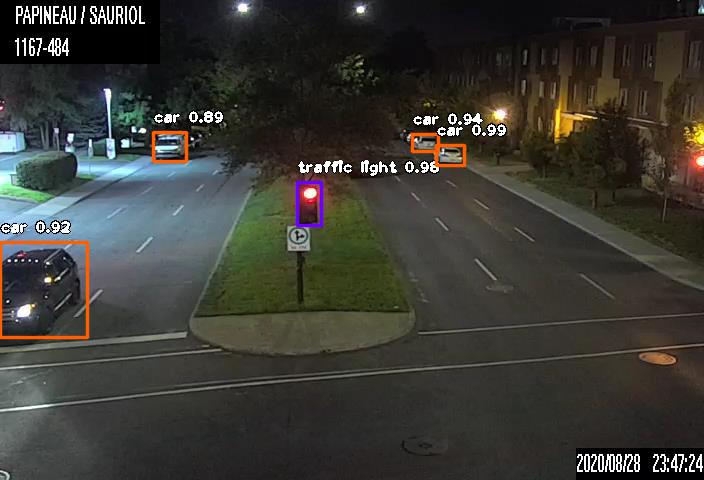 PAPINEAU / SAURIOL
1167-484
car 0.89
car 0.94
car 0.99
traffic light 0.98
car 0.92
2020/08/28 23:47:24